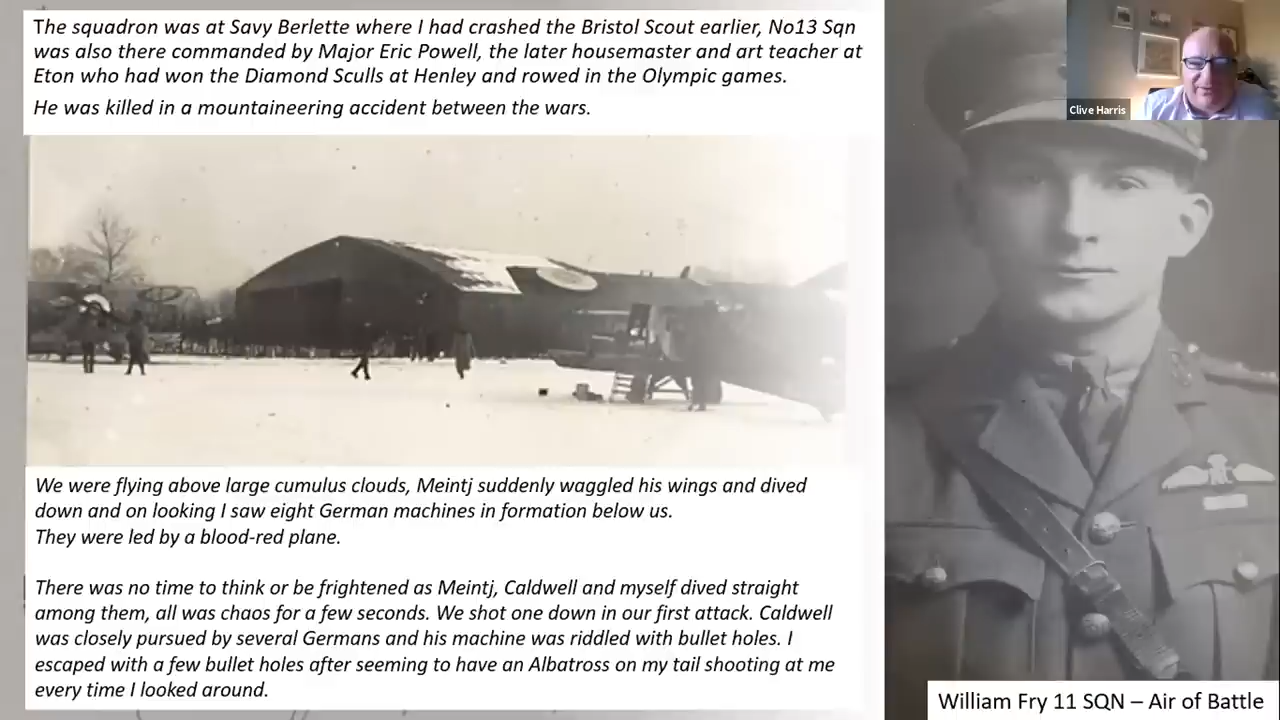 The squadron was at Savy Berlette where I had crashed the Bristol Scout earlier, No13 Sqn
was also there commanded by Major Eric Powell, the later housemaster and art teacher at
Eton who had won the Diamond Sculls at Henley and rowed in the Olympic games.
He was killed in a mountaineering accident between the wars.
Clive Harris
We were flying above large cumulus clouds, Meintj suddenly waggled his wings and dived
down and on looking I saw eight German machines in formation below us.
They were led by a blood-red plane.
There was no time to think or be frightened as Meintj, Caldwell and myself dived straight
among them, all was chaos for a few seconds. We shot one down in our first attack. Caldwell
was closely pursued by several Germans and his machine was riddled with bullet holes. I
escaped with a few bullet holes after seeming to have an Albatross on my tail shooting at me
every time I looked around.
William Fry 11 SQN – Air of Battle